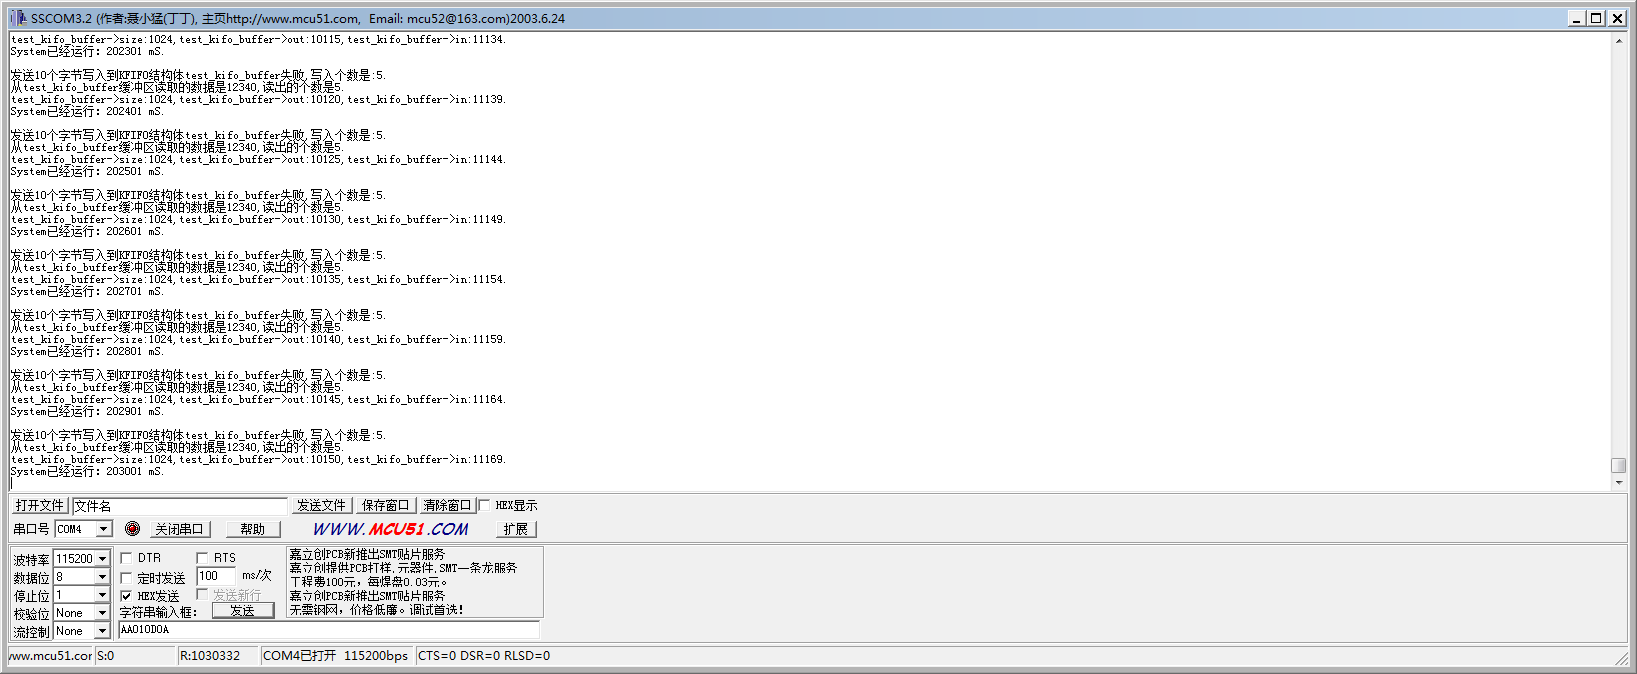 SSCOM3.2 (作者:聂小猛(丁丁), 主页http://www.mcu51.com,  Email: mcu52@163.com)2003.6.24
test_kifo_buffer->size:1024,test_kifo_buffer->out:10115,test_kifo_buffer->in:11134.
System已经运行: 202301 mS.
发送10个字节写入到KFIFO结构体test_kifo_buffer失败,写入个数是:5.
从test_kifo_buffer缓冲区读取的数据是12340,读出的个数是5.
test_kifo_buffer->size:1024,test_kifo_buffer->out:10120,test_kifo_buffer->in:11139.
System已经运行: 202401 mS.
发送10个字节写入到KFIFO结构体test_kifo_buffer失败,写入个数是:5.
从test_kifo_buffer缓冲区读取的数据是12340,读出的个数是5.
test_kifo_buffer->size:1024,test_kifo_buffer->out:10125,test_kifo_buffer->in:11144.
System已经运行: 202501 mS.
发送10个字节写入到KFIFO结构体test_kifo_buffer失败,写入个数是:5.
从test_kifo_buffer缓冲区读取的数据是12340,读出的个数是5.
test_kifo_buffer->size:1024,test_kifo_buffer->out:10130,test_kifo_buffer->in:11149.
System已经运行: 202601 mS.
发送10个字节写入到KFIFO结构体test_kifo_buffer失败,写入个数是:5.
从test_kifo_buffer缓冲区读取的数据是12340,读出的个数是5.
test_kifo_buffer->size:1024,test_kifo_buffer->out:10135,test_kifo_buffer->in:11154.
System已经运行: 202701 mS.
发送10个字节写入到KFIFO结构体test_kifo_buffer失败,写入个数是:5.
从test_kifo_buffer缓冲区读取的数据是12340,读出的个数是5.
test_kifo_buffer->size:1024,test_kifo_buffer->out:10140,test_kifo_buffer->in:11159.
System已经运行: 202801 mS.
发送10个字节写入到KFIFO结构体test_kifo_buffer失败,写入个数是:5.
从test_kifo_buffer缓冲区读取的数据是12340,读出的个数是5.
test_kifo_buffer->size:1024,test_kifo_buffer->out:10145,test_kifo_buffer->in:11164.
System已经运行: 202901 mS.
发送10个字节写入到KFIFO结构体test_kifo_buffer失败,写入个数是:5.
从test_kifo_buffer缓冲区读取的数据是12340,读出的个数是5.
test_kifo_buffer->size:1024,test_kifo_buffer->out:10150,test_kifo_buffer->in:11169.
System已经运行: 203001 mS.
打开文件 文件名 发送文件 保存窗口 清除窗口 HEX显示
串口号 COM4 关闭串口 帮助 WWW.MCU51.COM 扩展
波特率 115200 DTR RTS
数据位 8 定时发送 100 ms/次
停止位 1 HEX发送 发送新行
校验位 None 字符串输入框: 发送
流控制 None AA010D0A
嘉立创PCB新推出SMT贴片服务
嘉立创提供PCB打样.元器件.SMT一条龙服务
工程费100元,每焊盘0.03元。
嘉立创PCB新推出SMT贴片服务
无需钢网,价格低廉。调试首选!
www.mcu51.cor S:0 R:1030332 COM4已打开 115200bps CTS=0 DSR=0 RLSD=0